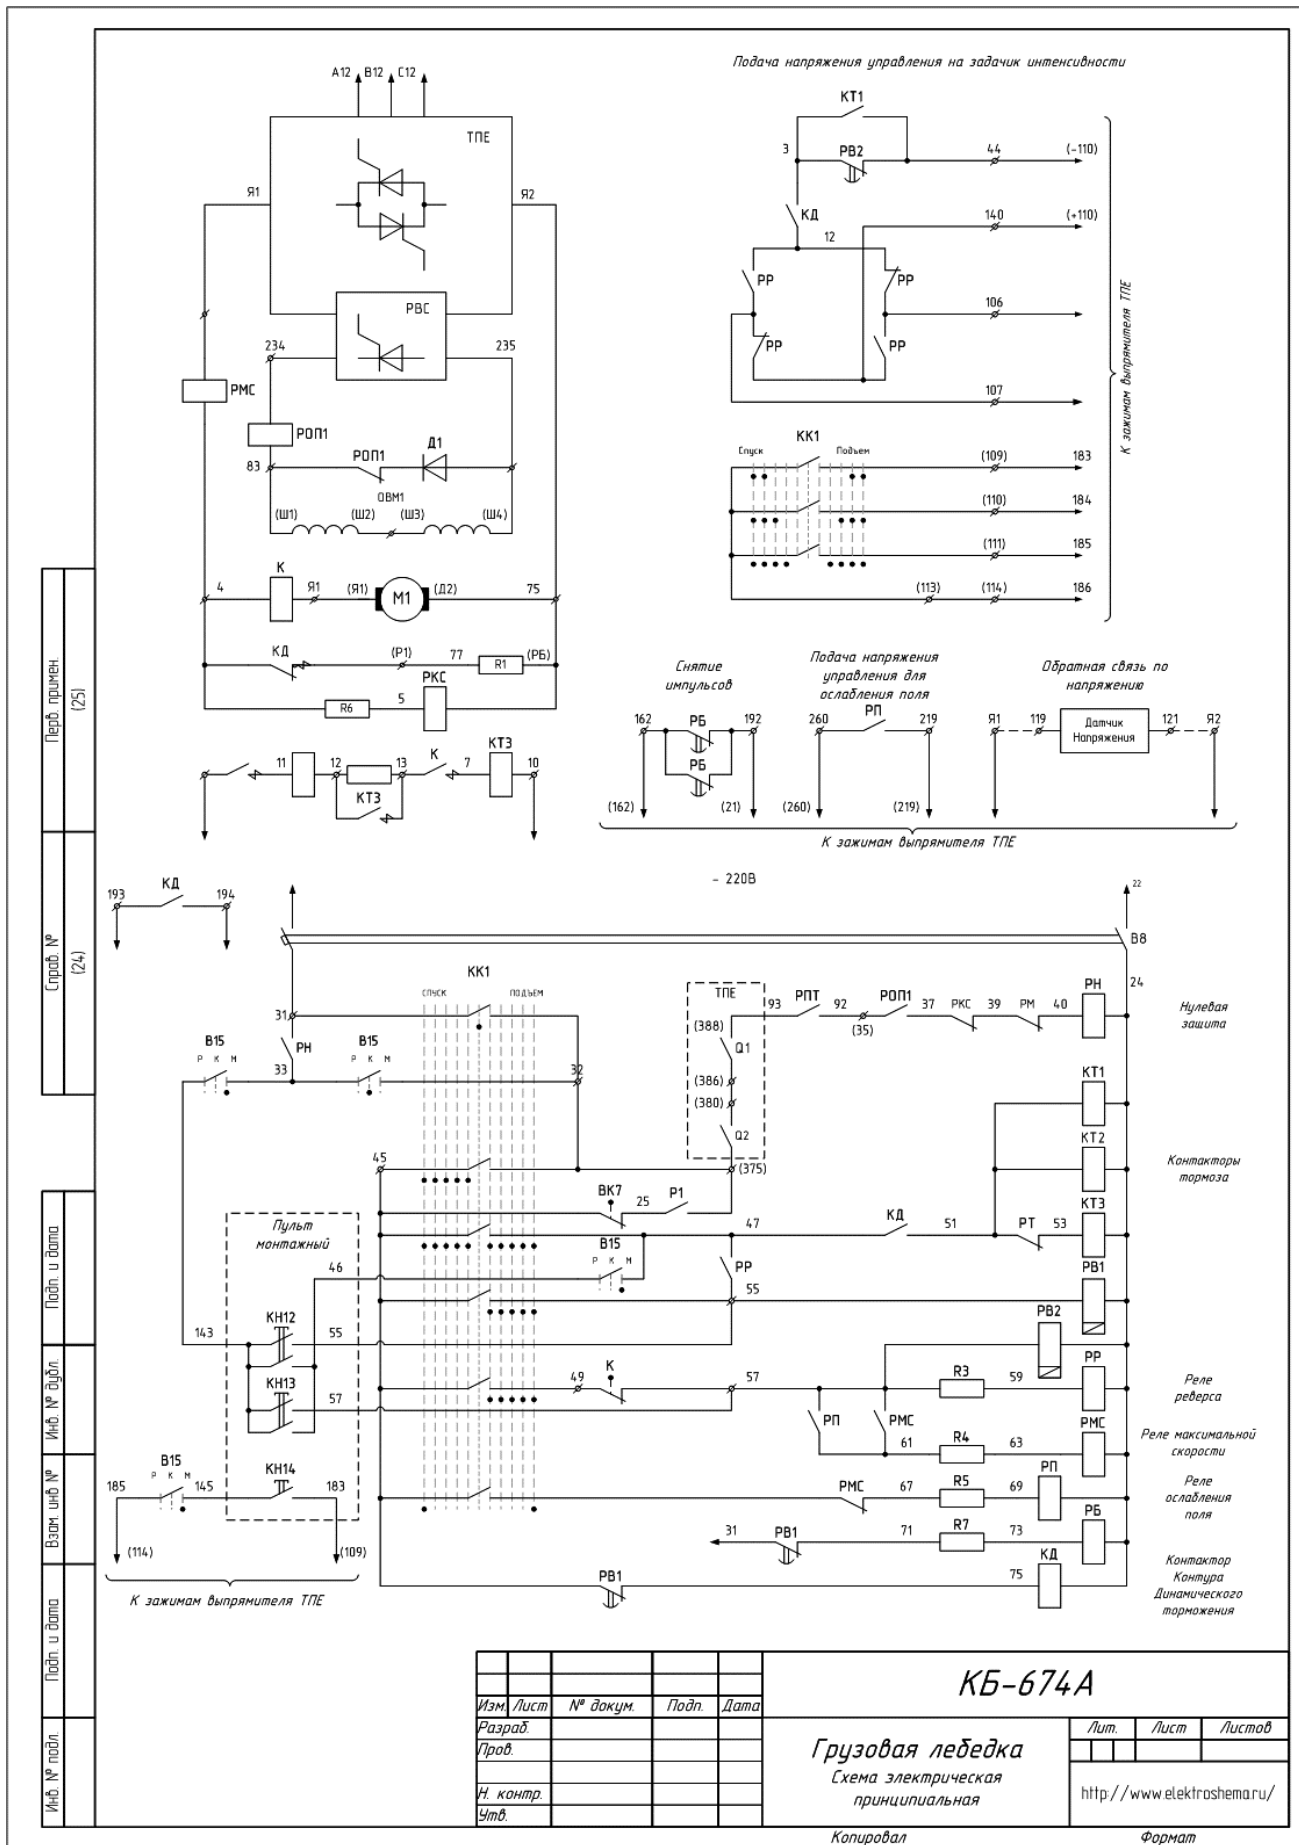 Подача напряжения управления на задачик интенсивности
А12 В12 С12
ТПЕ
Я1
Я2
РВС
234
235
РМС
РОП1
83
РОП1
Д1
ОВМ1
(Ш1) (Ш2) (Ш3) (Ш4)
4
К
Я1
(Я1)
М1
(Д2)
75
КД
(Р1)
77
R1
(РБ)
R6
5
РКС
11
12
13
К
7
КТ3
10
КТ3
КТ1
3
РВ2
44
(-110)
КД
140
(+110)
12
РР
РР
106
РР
РР
107
КК1
Спуск
Подъем
(109)
183
(110)
184
(111)
185
(113)
(114)
186
К зажимам выпрямителя ТПЕ
Снятие
импульсов
162
РБ
192
РБ
(162)
(21)
Подача напряжения
управления для
ослабления поля
260
РП
219
(260)
(219)
Обратная связь по
напряжению
Я1
119
Датчик
Напряжения
121
Я2
К зажимам выпрямителя ТПЕ
193
КД
194
- 220В
22
В8
24
КК1
СПУСК
ПОДЪЕМ
31
РН
В15
Р К М
33
В15
Р К М
32
ТПЕ
(388)
Q1
(386)
(380)
Q2
(375)
93
РПТ
92
(35)
РОП1
37
РКС
39
РМ
40
РН
Нулевая
защита
КТ1
КТ2
Контакторы
тормоза
45
ВК7
25
Р1
47
КД
51
РТ
53
КТ3
В15
Р К М
РР
РВ1
55
Пульт
монтажный
46
143
КН12
55
КН13
57
49
К
57
РВ2
R3
59
РР
Реле
реверса
РП
РМС
61
R4
63
РМС
Реле максимальной
скорости
185
В15
Р К М
145
КН14
183
(114)
(109)
К зажимам выпрямителя ТПЕ
РМС
67
R5
69
РП
Реле
ослабления
поля
31
РВ1
71
R7
73
РБ
РВ1
75
КД
Контактор
Контура
Динамического
торможения
Перв. примен.
(25)
Справ. №
(24)
Подп. и дата
Инв. № дубл.
Взам. инв №
Подп. и дата
Инв. № подл.
Изм. Лист № докум. Подп. Дата
Разраб.
Пров.
Н. контр.
Утв.
КБ-674А
Грузовая лебедка
Схема электрическая
принципиальная
Лит. Лист Листов
http://www.elektroshema.ru/
Копировал
Формат